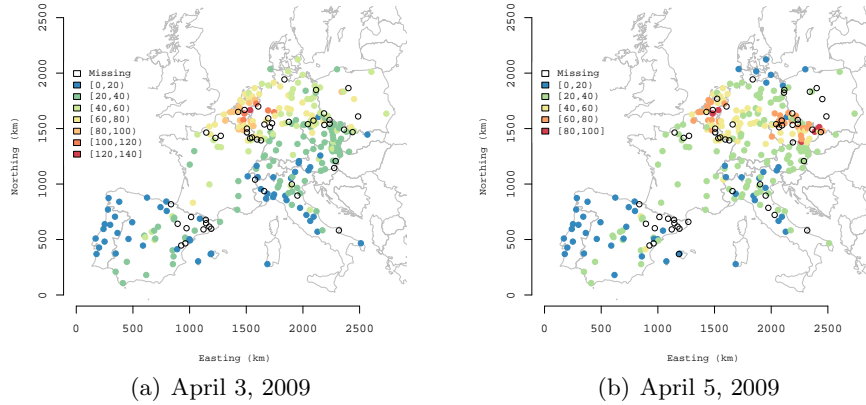 2500
2000
1500
1000
500
0
Northing (km)
Missing
[0,20)
[20,40)
[40,60)
[60,80)
[80,100)
[100,120)
[120,140]
0 500 1000 1500 2000 2500
Easting (km)
(a) April 3, 2009
2500
2000
1500
1000
500
0
Northing (km)
Missing
[0,20)
[20,40)
[40,60)
[60,80)
[80,100]
0 500 1000 1500 2000 2500
Easting (km)
(b) April 5, 2009